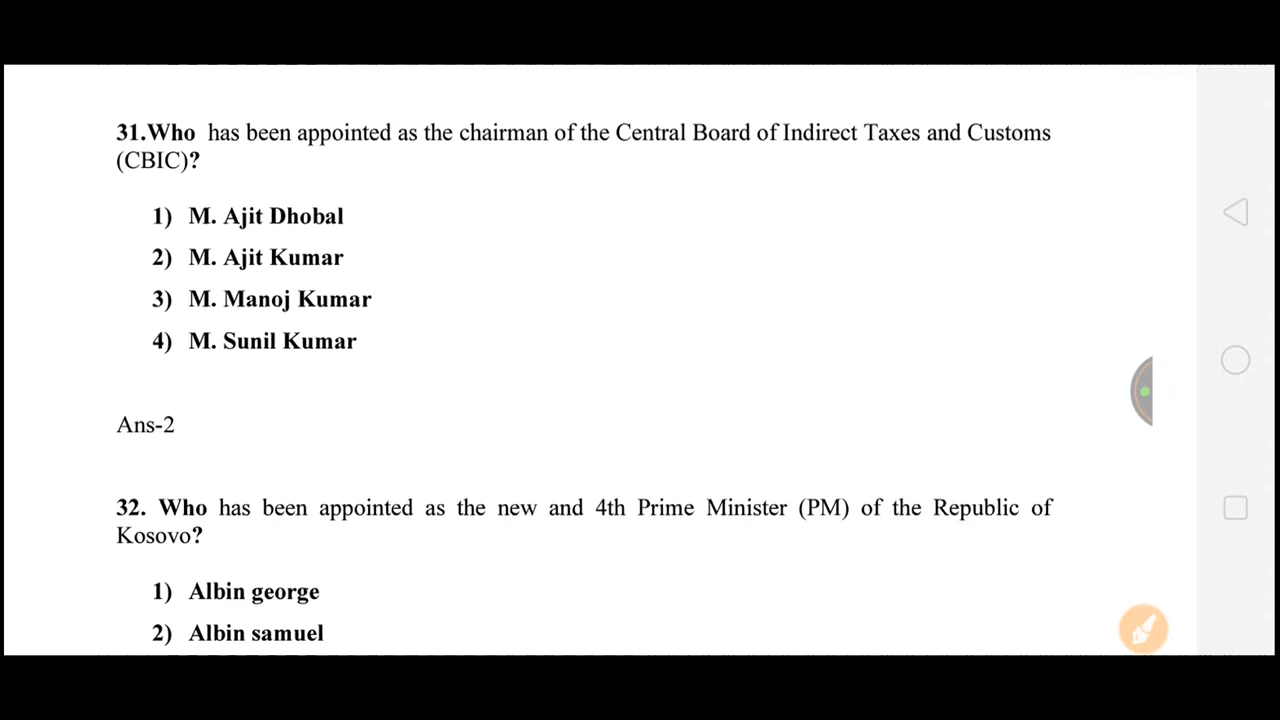 31.Who has been appointed as the chairman of the Central Board of Indirect Taxes and Customs
(CBIC)?
1) M. Ajit Dhobal
2) M. Ajit Kumar
3) M. Manoj Kumar
4) M. Sunil Kumar
Ans-2
32. Who has been appointed as the new and 4th Prime Minister (PM) of the Republic of
Kosovo?
1) Albin george
2) Albin samuel